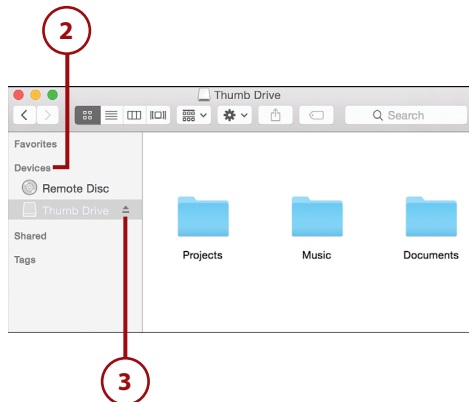 2
Thumb Drive
Search
Favorites
Devices
Remote Disc
Thumb Drive
Shared
Tags
Projects
Music
Documents
3